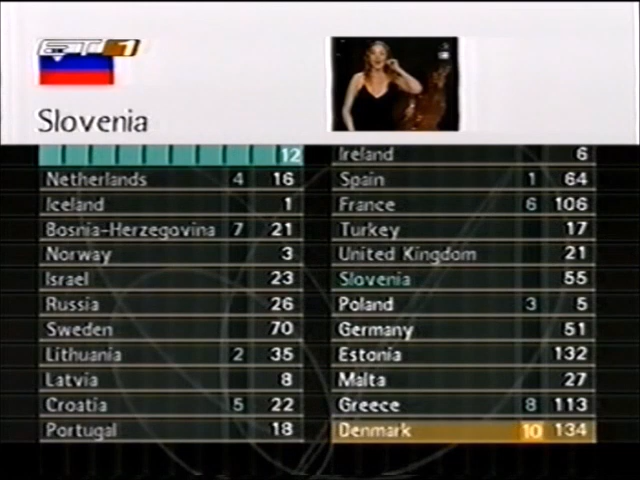 ET 1
Slovenia
12
Netherlands 4 16
Iceland 1
Bosnia-Herzegovina 7 21
Norway 3
Israel 23
Russia 26
Sweden 70
Lithuania 2 35
Latvia 8
Croatia 5 22
Portugal 18
Ireland 6
Spain 1 64
France 6 106
Turkey 17
United Kingdom 21
Slovenia 55
Poland 3 5
Germany 51
Estonia 132
Malta 27
Greece 8 113
Denmark 10 134